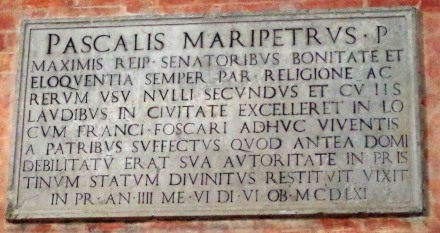 PASCALIS MARIPETRVS · P
MAXIMIS REIP · SENATORIBVS BONITATE ET
ELOQVENTIA SEMPER PAR · RELIGIONE AC
RERVM VSV NVLLI SECVNDVS ET CV IIS
LAVDIBVS IN CIVITATE EXCELLERET IN LO
CVM FRANCI · FOSCARI ADHVC VIVENTIS
A PATRIBVS SVFFECTVS QVOD ANTEA DOMI
DEBILITATV ERAT SVA AVTORITATE IN PRIS
TINVM STATVM DIVINITVS RESTITVIT VIXIT
IN PR · AN · IIII ME · VI DI · VI OB · MCDLXI